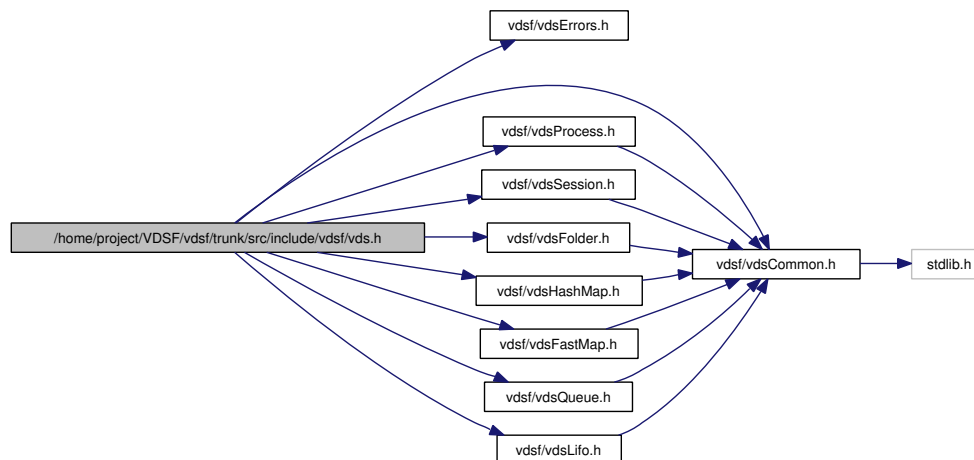 vdsf/vdsErrors.h
vdsf/vdsProcess.h
vdsf/vdsSession.h
/home/project/VDSF/vdsf/trunk/src/include/vdsf/vds.h
vdsf/vdsFolder.h
vdsf/vdsCommon.h
stdlib.h
vdsf/vdsHashMap.h
vdsf/vdsFastMap.h
vdsf/vdsQueue.h
vdsf/vdsLifo.h